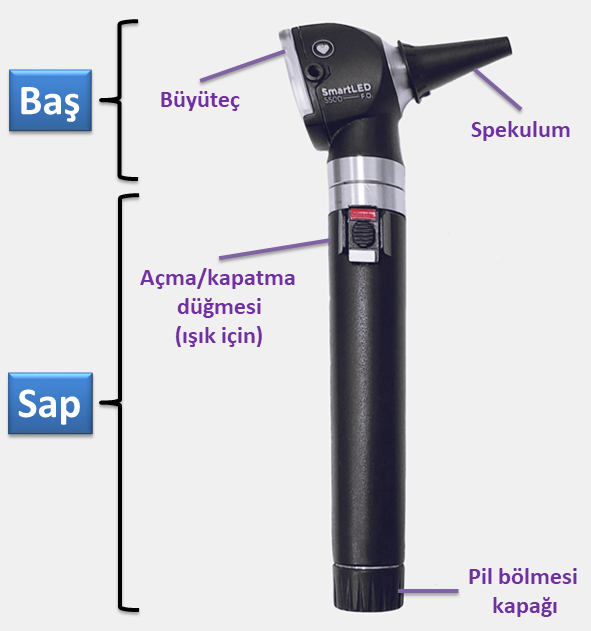 Baş
Büyüteç
SmartLED
5500 F.O.
Spekulum
Açma/kapatma
düğmesi
(ışık için)
Sap
Pil bölmesi
kapağı